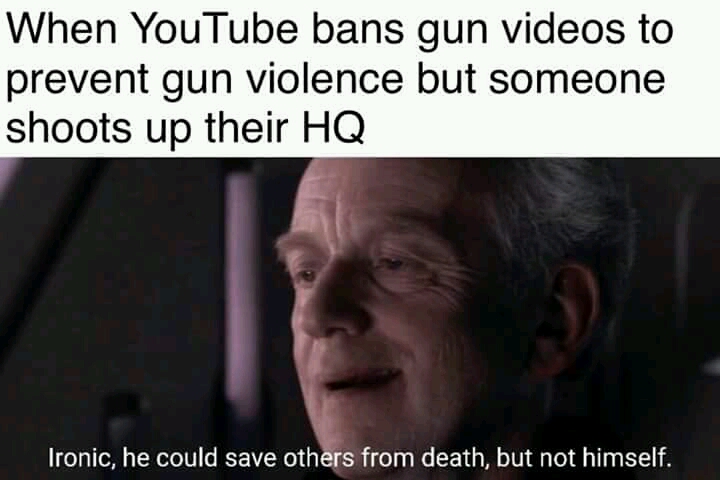 When YouTube bans gun videos to
prevent gun violence but someone
shoots up their HQ
Ironic, he could save others from death, but not himself.